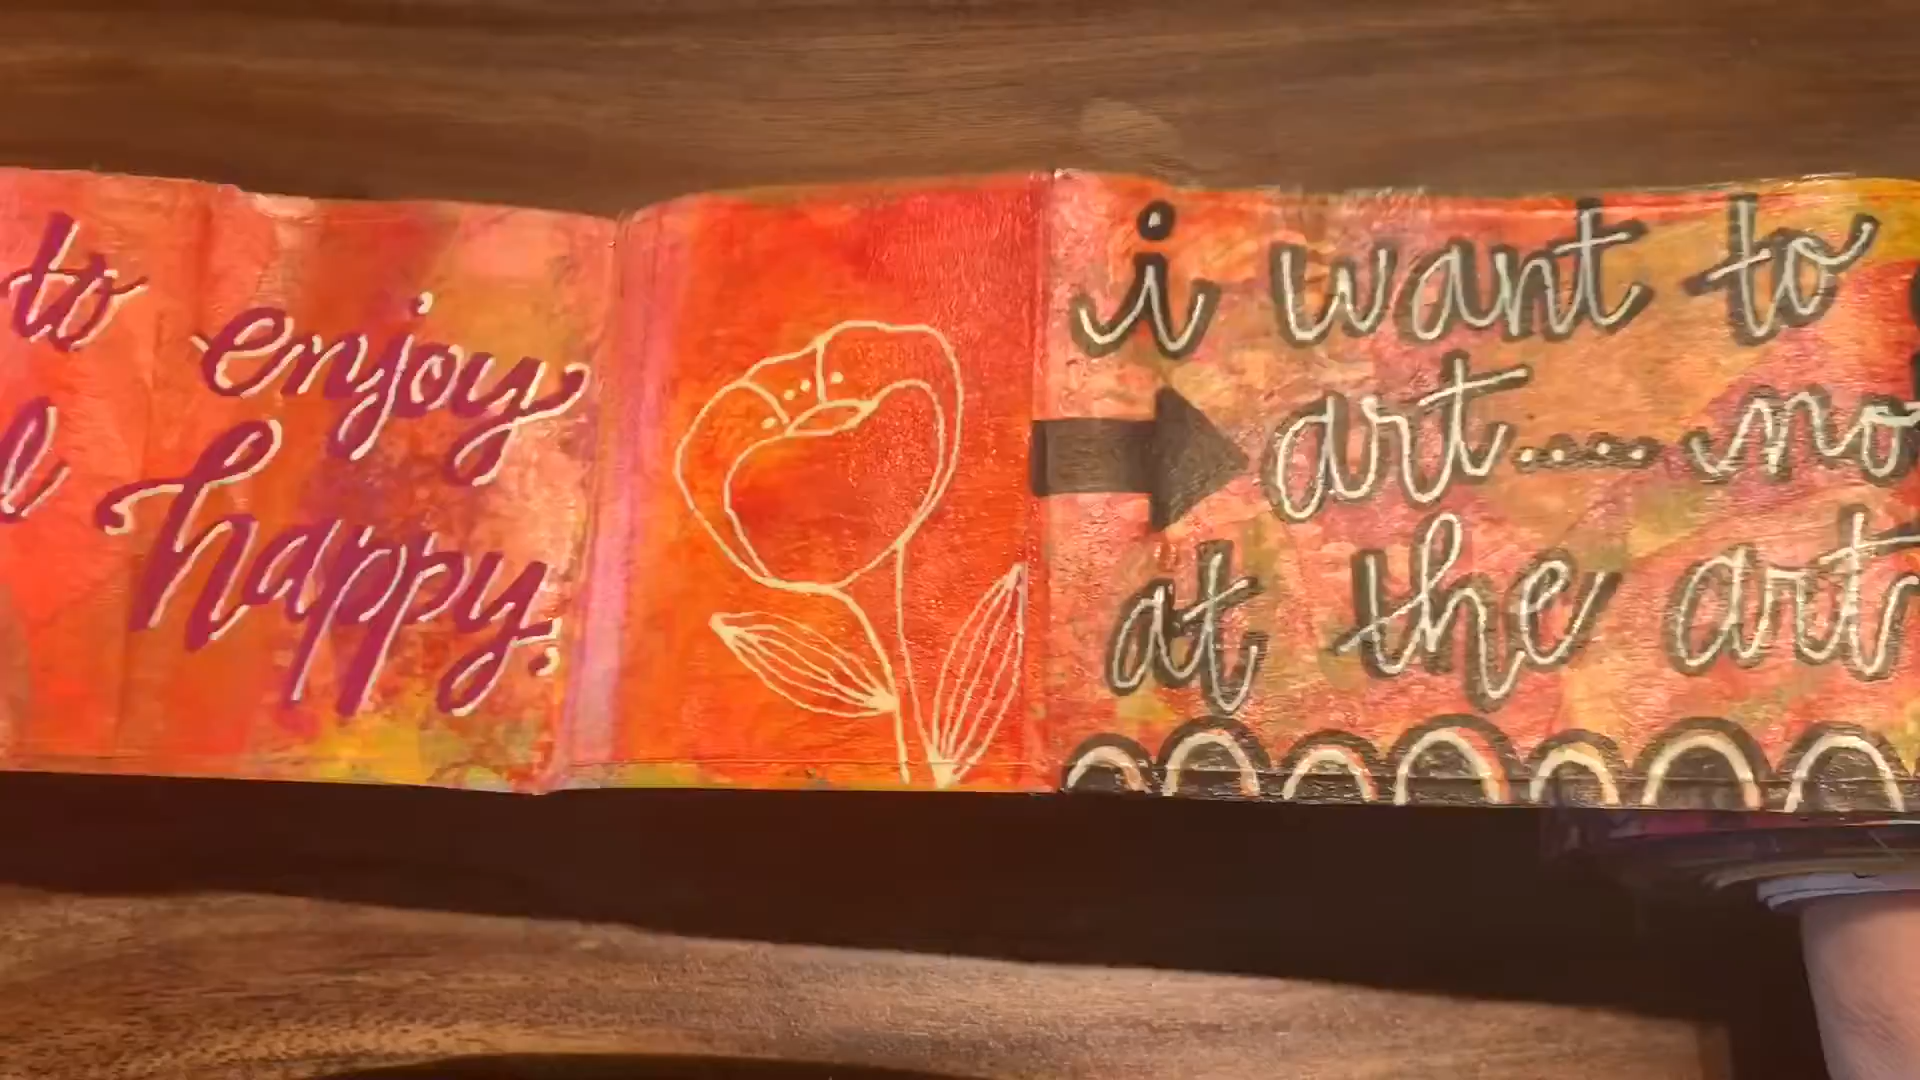 to enjoy
happy.
i want to
art.... no
at the art